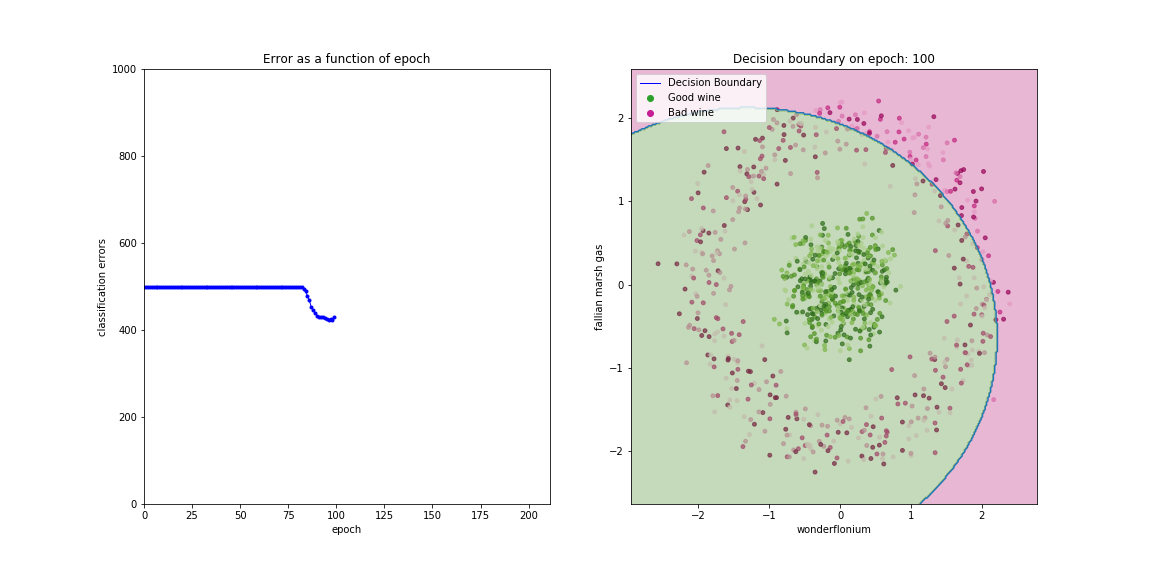 Error as a function of epoch
1000
800
600
400
200
0
classification errors
0 25 50 75 100 125 150 175 200
epoch
Decision boundary on epoch: 100
Decision Boundary
Good wine
Bad wine
2
1
0
−1
−2
fallian marsh gas
−2 −1 0 1 2
wonderflonium